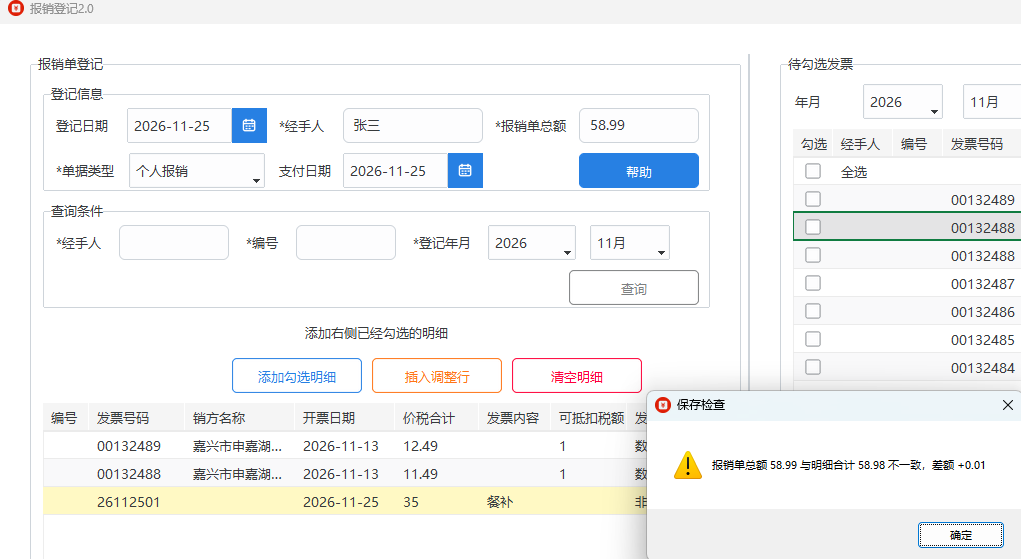 报销登记2.0
报销单登记
登记信息
登记日期 2026-11-25 *经手人 张三 *报销单总额 58.99
*单据类型 个人报销 支付日期 2026-11-25 帮助
查询条件
*经手人 *编号 *登记年月 2026 11月
查询
添加右侧已经勾选的明细
添加勾选明细 插入调整行 清空明细
编号 发票号码 销方名称 开票日期 价税合计 发票内容 可抵扣税额 发
00132489 嘉兴市申嘉湖... 2026-11-13 12.49 1 数
00132488 嘉兴市申嘉湖... 2026-11-13 11.49 1 数
26112501 2026-11-25 35 餐补 非
待勾选发票
年月 2026 11月
勾选 经手人 编号 发票号码
全选
00132489
00132488
00132488
00132487
00132486
00132485
00132484
保存检查
报销单总额 58.99 与明细合计 58.98 不一致，差额 +0.01
确定